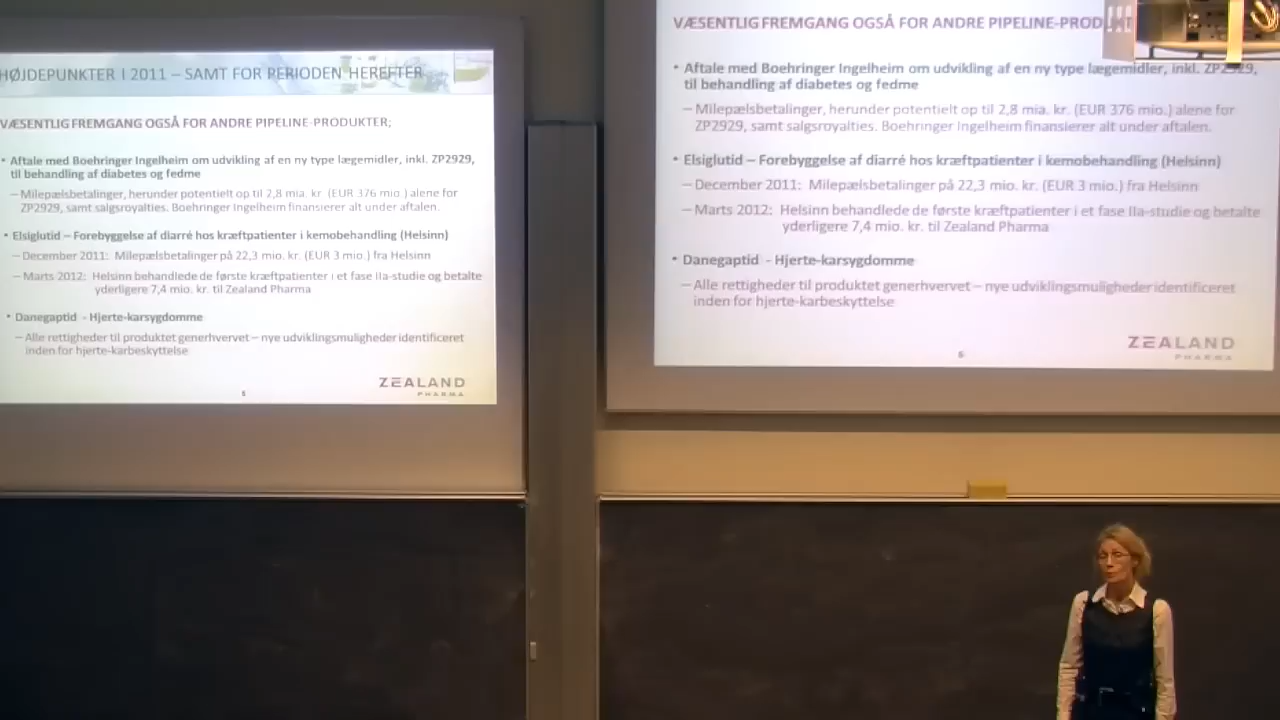 HØJDEPUNKTER I 2011 – SAMT FOR PERIODEN HEREFTER
VÆSENTLIG FREMGANG OGSÅ FOR ANDRE PIPELINE-PRODUKTER;
• Aftale med Boehringer Ingelheim om udvikling af en ny type lægemidler, inkl. ZP2929,
til behandling af diabetes og fedme
– Milepælsbetalinger, herunder potentielt op til 2,8 mia. kr. (EUR 376 mio.) alene for
ZP2929, samt salgsroyalties. Boehringer Ingelheim finansierer alt under aftalen.
• Elsiglutid – Forebyggelse af diarré hos kræftpatienter i kemobehandling (Helsinn)
– December 2011: Milepælsbetalinger på 22,3 mio. kr. (EUR 3 mio.) fra Helsinn
– Marts 2012: Helsinn behandlede de første kræftpatienter i et fase IIa-studie og betalte
yderligere 7,4 mio. kr. til Zealand Pharma
• Danegaptid - Hjerte-karsygdomme
– Alle rettigheder til produktet generhvervet – nye udviklingsmuligheder identificeret
inden for hjerte-karbeskyttelse
ZEALAND
PHARMA
VÆSENTLIG FREMGANG OGSÅ FOR ANDRE PIPELINE-PRODUKT
• Aftale med Boehringer Ingelheim om udvikling af en ny type lægemidler, inkl. ZP2929,
til behandling af diabetes og fedme
– Milepælsbetalinger, herunder potentielt op til 2,8 mia. kr. (EUR 376 mio.) alene for
ZP2929, samt salgsroyalties. Boehringer Ingelheim finansierer alt under aftalen.
• Elsiglutid – Forebyggelse af diarré hos kræftpatienter i kemobehandling (Helsinn)
– December 2011: Milepælsbetalinger på 22,3 mio. kr. (EUR 3 mio.) fra Helsinn
– Marts 2012: Helsinn behandlede de første kræftpatienter i et fase IIa-studie og betalte
yderligere 7,4 mio. kr. til Zealand Pharma
• Danegaptid - Hjerte-karsygdomme
– Alle rettigheder til produktet generhvervet – nye udviklingsmuligheder identificeret
inden for hjerte-karbeskyttelse
ZEALAND
PHARMA